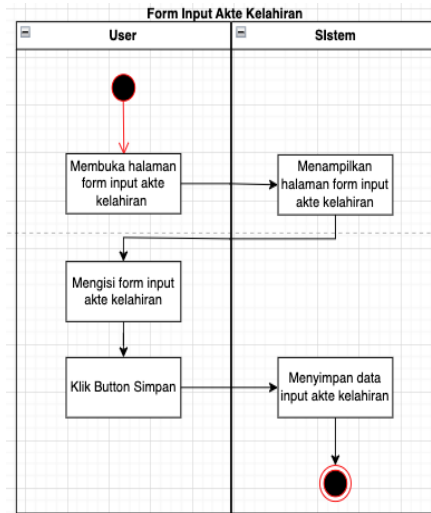 Form Input Akte Kelahiran
User
SIstem
Membuka halaman
form input akte
kelahiran
Menampilkan
halaman form input
akte kelahiran
Mengisi form input
akte kelahiran
Klik Button Simpan
Menyimpan data
input akte kelahiran